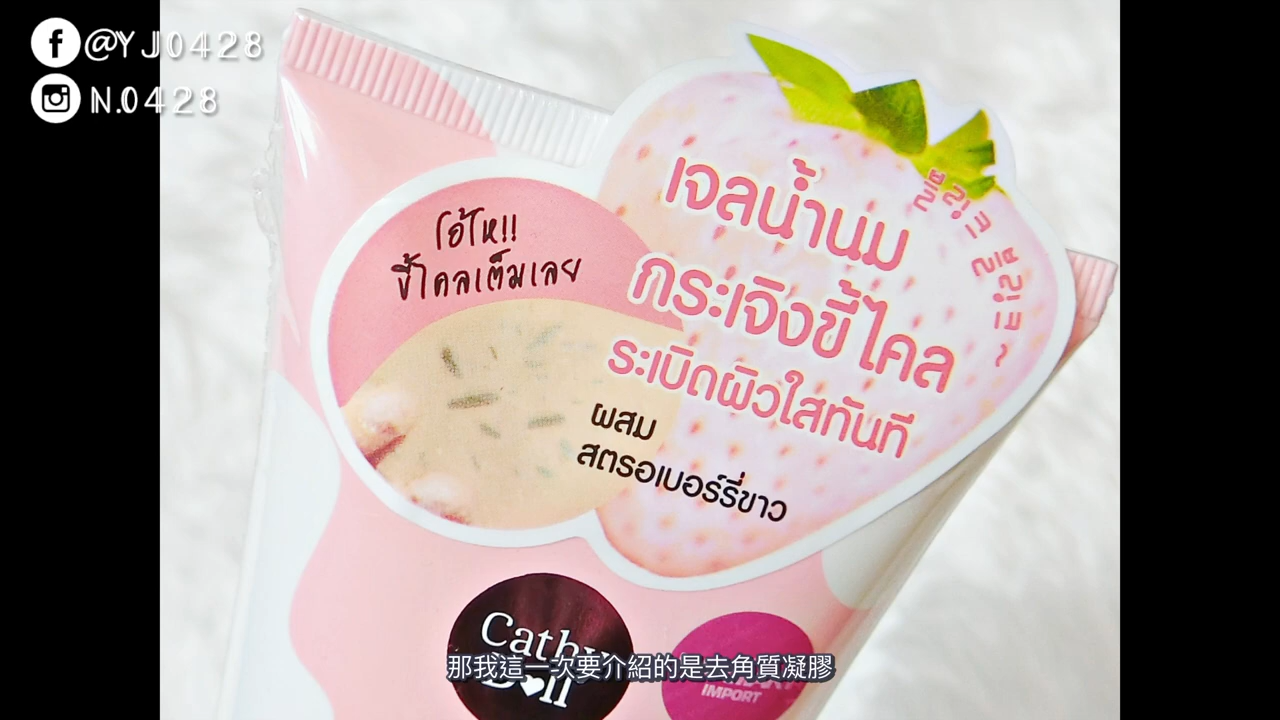 @YJ0428
N.0428
โอ้โห!!
ขี้ไคลเต็มเลย
เจลน้ำนม
กระเจิงขี้ไคล
ระเบิดผิวใสทันที
ผสม
สตรอเบอร์รี่ขาว
Cathy
Doll
IMPORT
那我這一次要介紹的是去角質凝膠